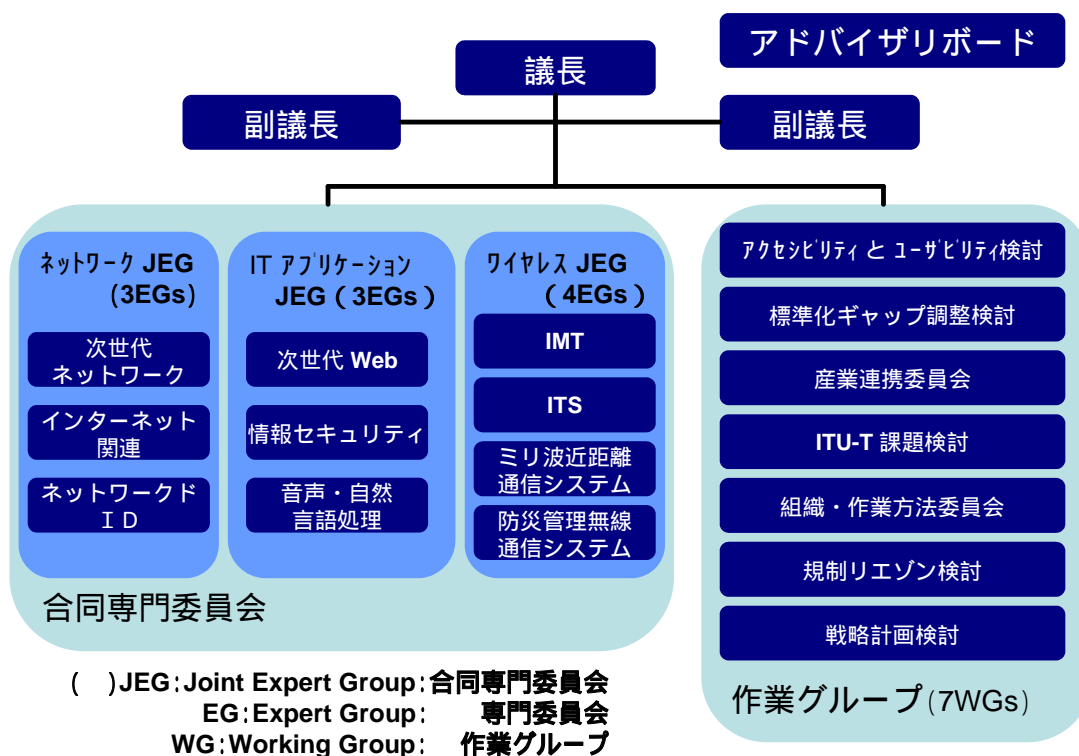 アドバイザリボード
議長
副議長
副議長
ネットワーク JEG
(3EGs)
次世代
ネットワーク
インターネット
関連
ネットワークド
ＩＤ
IT アプリケーション
JEG（3EGs）
次世代 Web
情報セキュリティ
音声・自然
言語処理
ワイヤレス JEG
（4EGs）
IMT
ITS
ミリ波近距離
通信システム
防災管理無線
通信システム
合同専門委員会
アクセシビリティ と ユーザビリティ検討
標準化ギャップ調整検討
産業連携委員会
ITU-T 課題検討
組織・作業方法委員会
規制リエゾン検討
戦略計画検討
作業グループ(7WGs)
(　)JEG:Joint Expert Group:合同専門委員会
EG:Expert Group:　専門委員会
WG:Working Group:　作業グループ